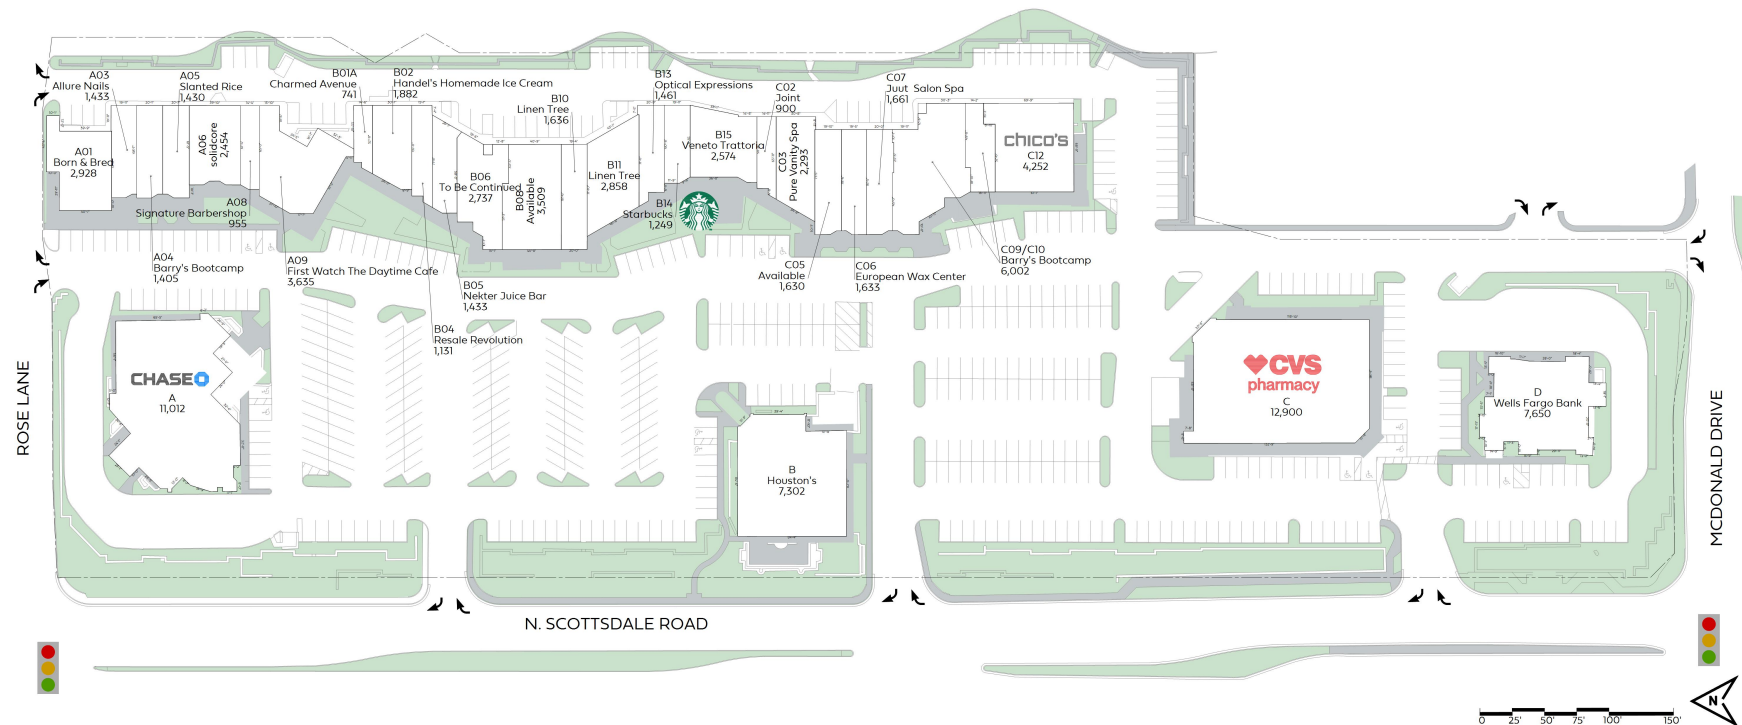 A03
Allure Nails
1,433
A05
Slanted Rice
1,430
B01A
Charmed Avenue
741
B02
Handel's Homemade Ice Cream
1,882
B10
Linen Tree
1,636
B13
Optical Expressions
1,461
C02
Joint
900
C07
Juut Salon Spa
1,661
A01
Born & Bred
2,928
A06
solidcore
2,454
B06
To Be Continued
2,737
B08
Available
3,509
B11
Linen Tree
2,858
B15
Veneto Trattoria
2,574
C03
Pure Vanity Spa
2,293
chico's
C12
4,252
A08
Signature Barbershop
955
B14
Starbucks
1,249
A04
Barry's Bootcamp
1,405
A09
First Watch The Daytime Cafe
3,635
B05
Nekter Juice Bar
1,433
B04
Resale Revolution
1,131
C05
Available
1,630
C06
European Wax Center
1,633
C09/C10
Barry's Bootcamp
6,002
CHASE
A
11,012
B
Houston's
7,302
CVS
pharmacy
C
12,900
D
Wells Fargo Bank
7,650
ROSE LANE
MCDONALD DRIVE
N. SCOTTSDALE ROAD
N
0 25' 50' 75' 100' 150'